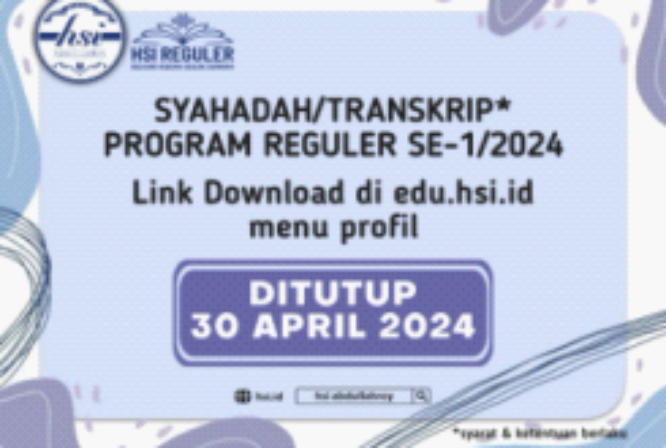 hsi
HSI REGULER
SYAHADAH/TRANSKRIP*
PROGRAM REGULER SE-1/2024
Link Download di edu.hsi.id
menu profil
DITUTUP
30 APRIL 2024
hsi.id
hsi abdullahroy
*syarat & ketentuan berlaku